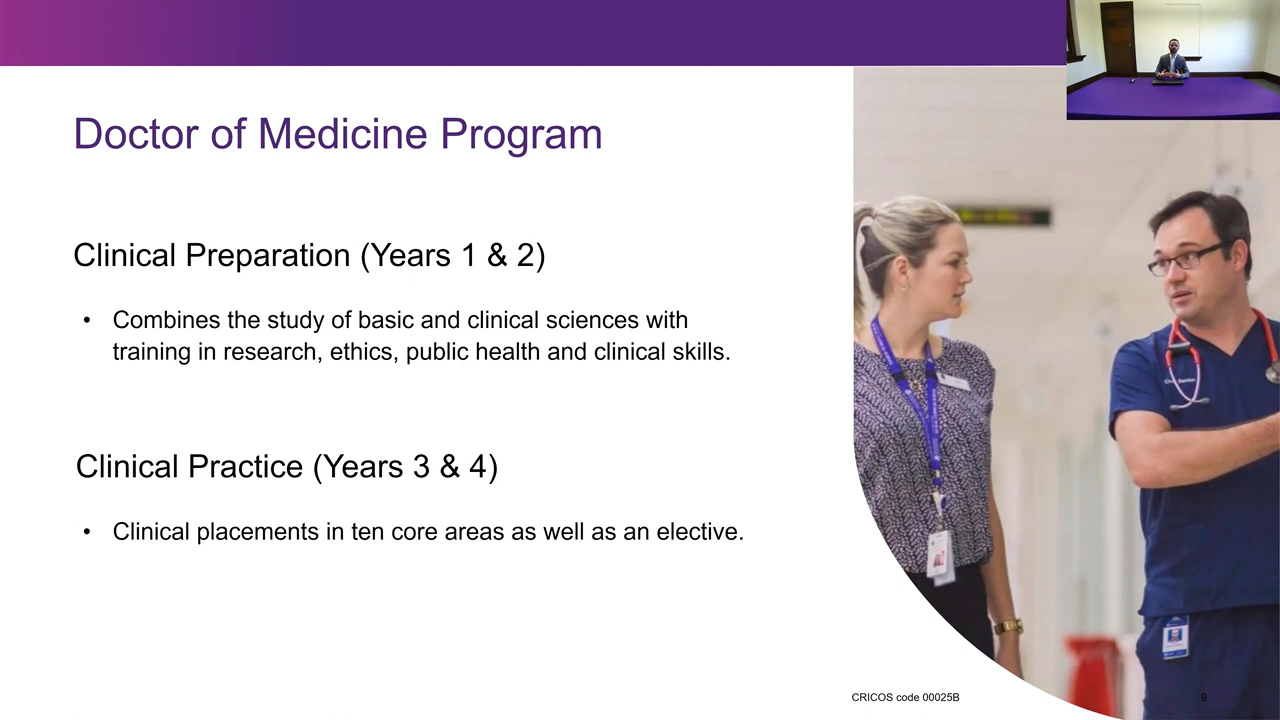 Doctor of Medicine Program
Clinical Preparation (Years 1 & 2)
• Combines the study of basic and clinical sciences with
training in research, ethics, public health and clinical skills.
Clinical Practice (Years 3 & 4)
• Clinical placements in ten core areas as well as an elective.
CRICOS code 00025B
9